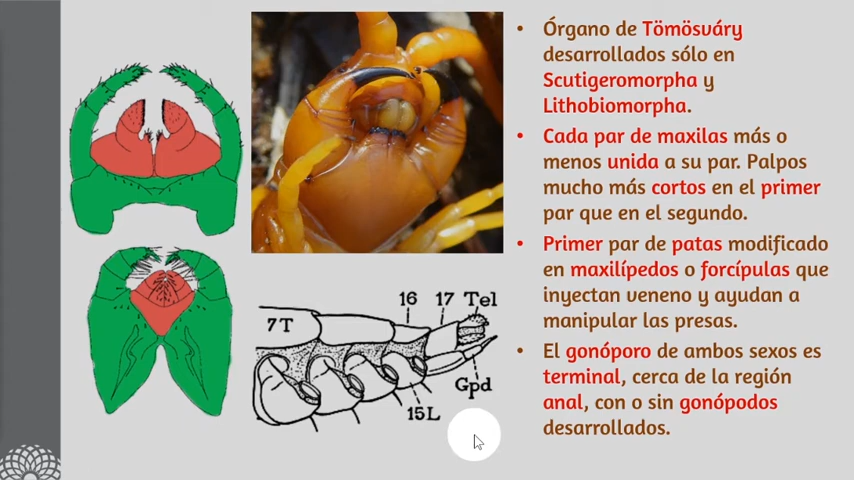 Órgano de Tömösváry
desarrollados sólo en
Scutigeromorpha y
Lithobiomorpha.
Cada par de maxilas más o
menos unida a su par. Palpos
mucho más cortos en el primer
par que en el segundo.
Primer par de patas modificado
en maxilípedos o forcípulas que
inyectan veneno y ayudan a
manipular las presas.
El gonóporo de ambos sexos es
terminal, cerca de la región
anal, con o sin gonópodos
desarrollados.
16 17 Tel
7T
Gpd
15L